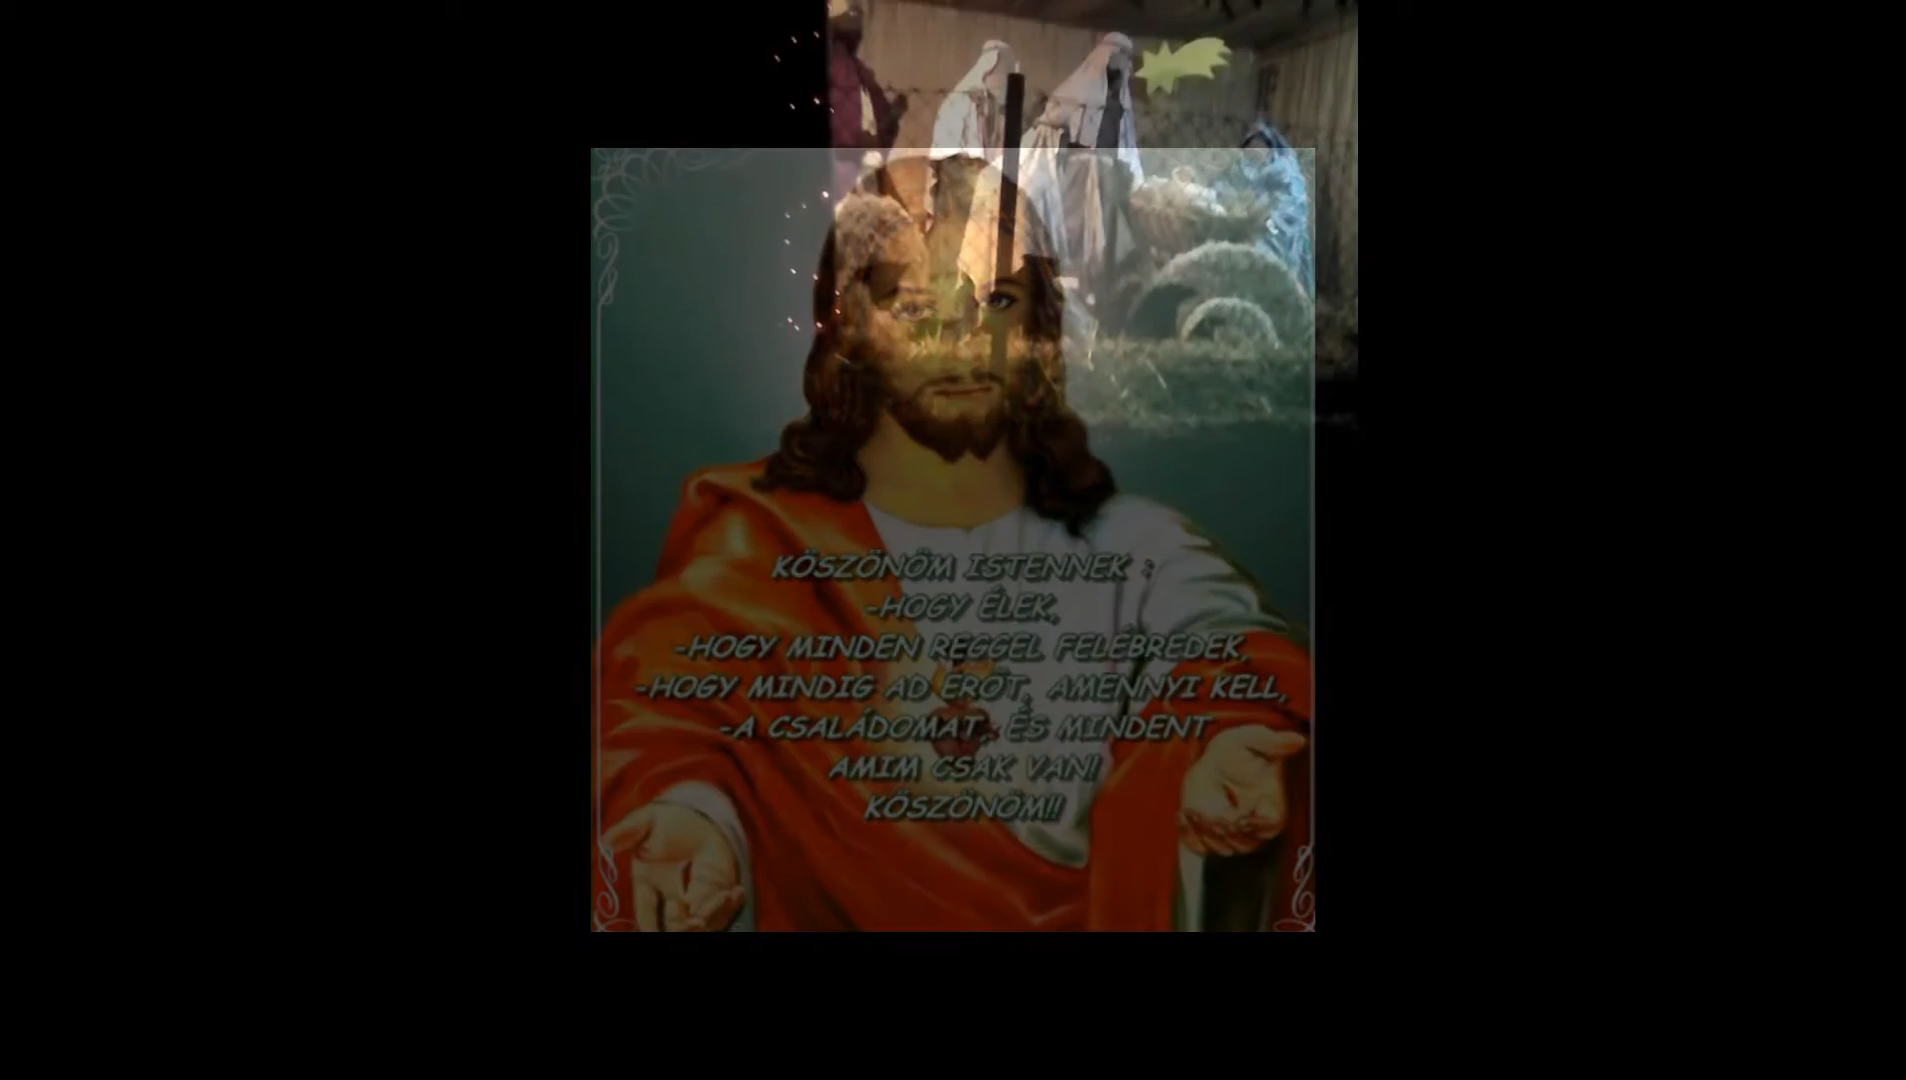 KÖSZÖNÖM ISTENNEK :
-HOGY ÉLEK,
-HOGY MINDEN REGGEL FELÉBREDEK,
-HOGY MINDIG AD ERŐT, AMENNYI KELL,
-A CSALÁDOMAT, ÉS MINDENT
AMIM CSAK VAN!
KÖSZÖNÖM!!